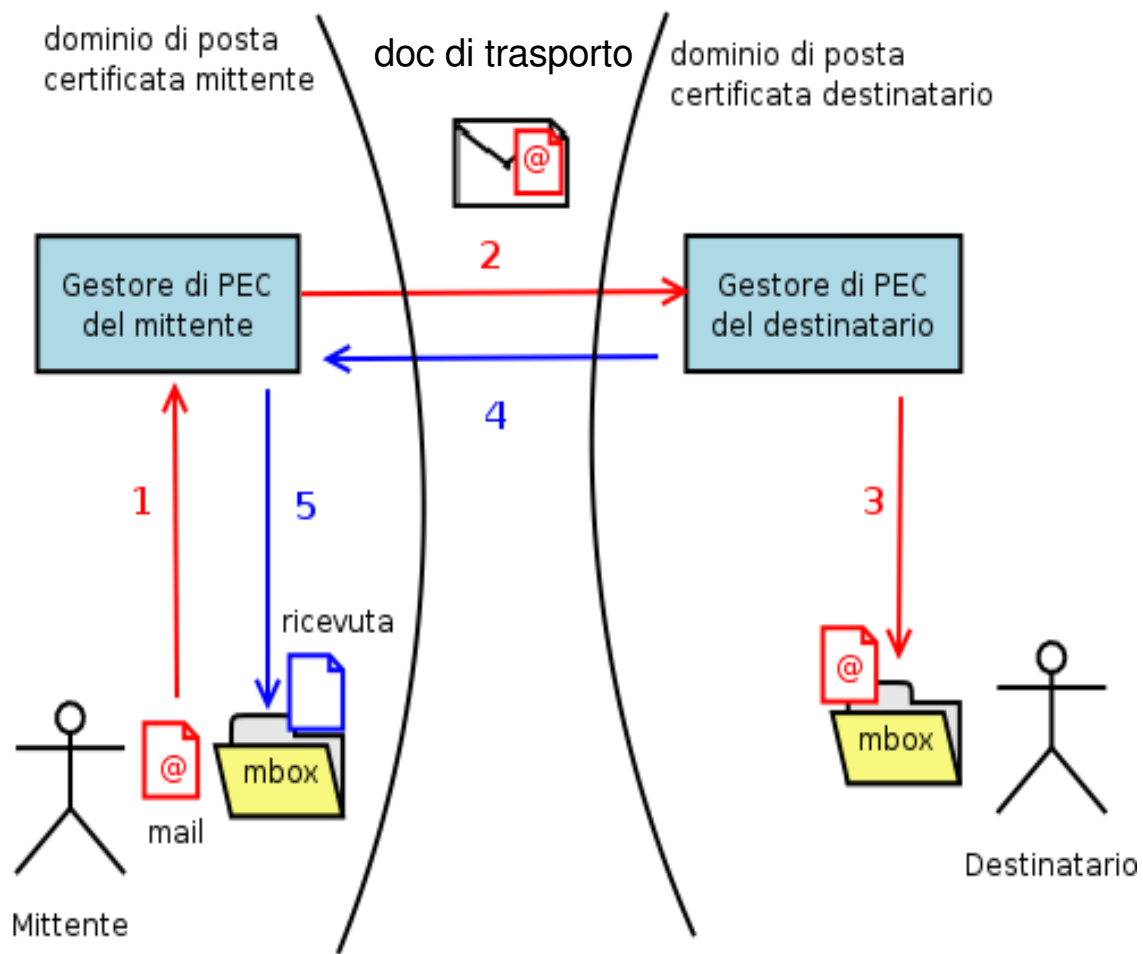 dominio di posta
certificata mittente
doc di trasporto
dominio di posta
certificata destinatario
@
2
Gestore di PEC
del mittente
Gestore di PEC
del destinatario
4
1
5
3
ricevuta
@
mbox
@
mbox
mail
Mittente
Destinatario